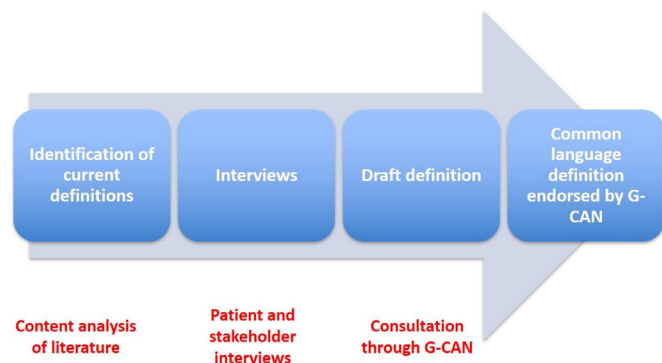 Identification of
current
definitions
Interviews
Draft definition
Common
language
definition
endorsed by G-
CAN
Content analysis
of literature
Patient and
stakeholder
interviews
Consultation
through G-CAN